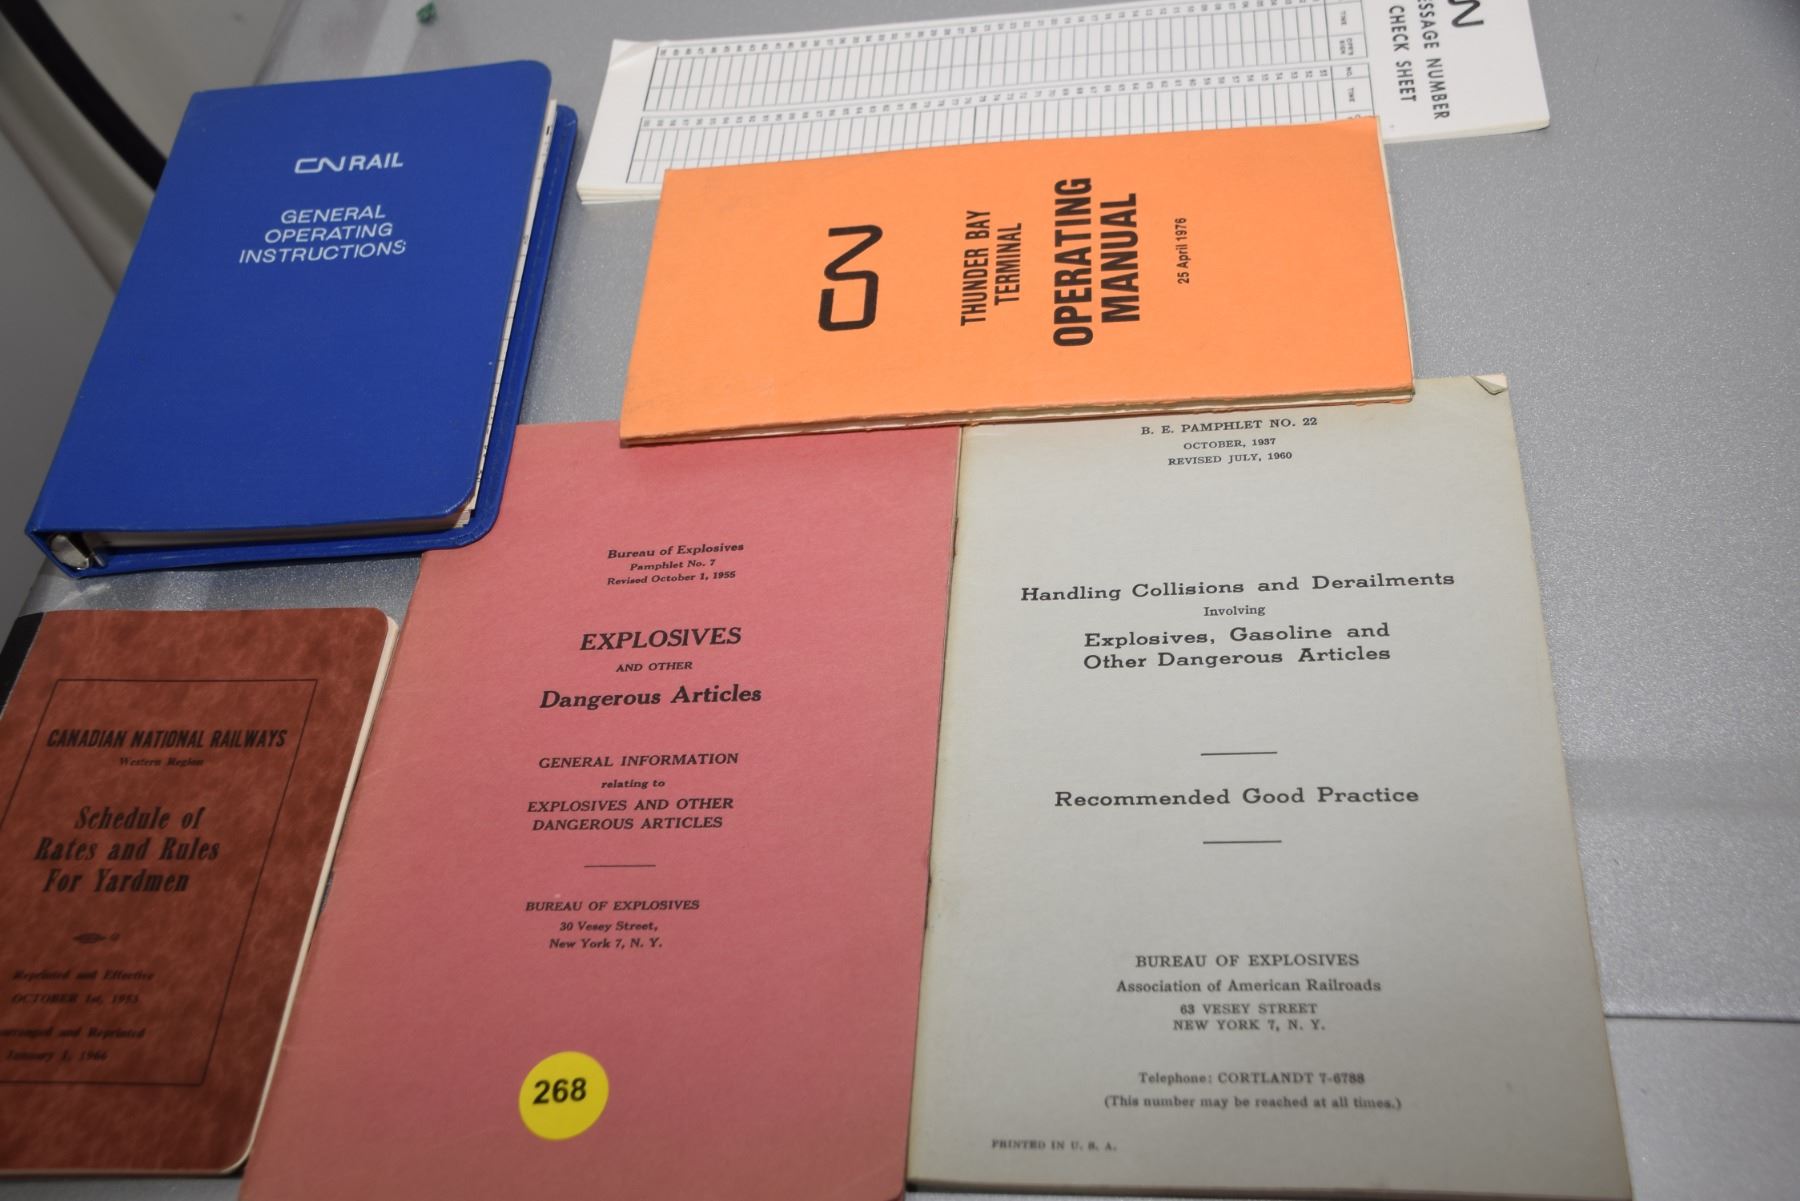 CN RAIL
GENERAL
OPERATING
INSTRUCTIONS
CN
MESSAGE NUMBER
CHECK SHEET
CN
THUNDER BAY
TERMINAL
OPERATING
MANUAL
25 April 1976
CANADIAN NATIONAL RAILWAYS
Western Region
Schedule of
Rates and Rules
For Yardmen
Reprinted and Effective
OCTOBER 1st, 1953
and Reprinted
January 1, 1966
Bureau of Explosives
Pamphlet No. 7
Revised October 1, 1955
EXPLOSIVES
AND OTHER
Dangerous Articles
GENERAL INFORMATION
relating to
EXPLOSIVES AND OTHER
DANGEROUS ARTICLES
BUREAU OF EXPLOSIVES
30 Vesey Street,
New York 7, N. Y.
268
B. E. PAMPHLET NO. 22
OCTOBER, 1937
REVISED JULY, 1960
Handling Collisions and Derailments
Involving
Explosives, Gasoline and
Other Dangerous Articles
Recommended Good Practice
BUREAU OF EXPLOSIVES
Association of American Railroads
63 VESEY STREET
NEW YORK 7, N. Y.
Telephone: CORTLANDT 7-6788
(This number may be reached at all times.)
PRINTED IN U. S. A.